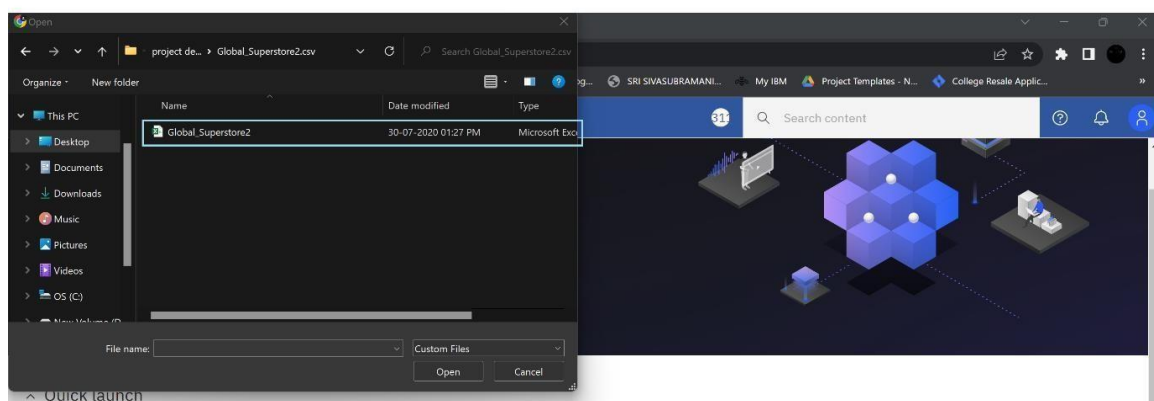 Open
project de... › Global_Superstore2.csv
Search Global_Superstore2.csv
Organize
New folder
SRI SIVASUBRAMANI...
My IBM
Project Templates - N...
College Resale Applic...
»
This PC
Desktop
Documents
Downloads
Music
Pictures
Videos
OS (C:)
Name
Date modified
Type
Global_Superstore2
30-07-2020 01:27 PM
Microsoft Exc
Search content
File name:
Custom Files
Open
Cancel
Quick launch